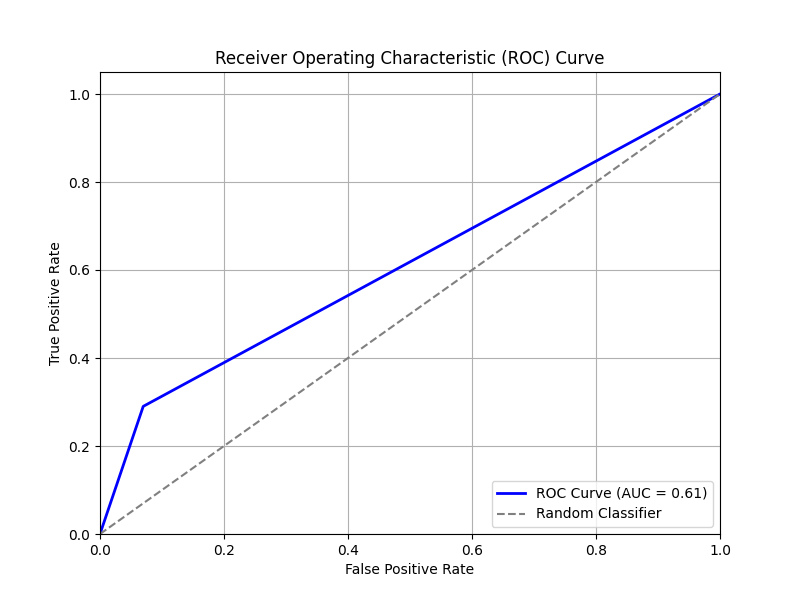 Receiver Operating Characteristic (ROC) Curve
1.0
0.8
0.6
0.4
0.2
0.0
True Positive Rate
ROC Curve (AUC = 0.61)
Random Classifier
0.0 0.2 0.4 0.6 0.8 1.0
False Positive Rate